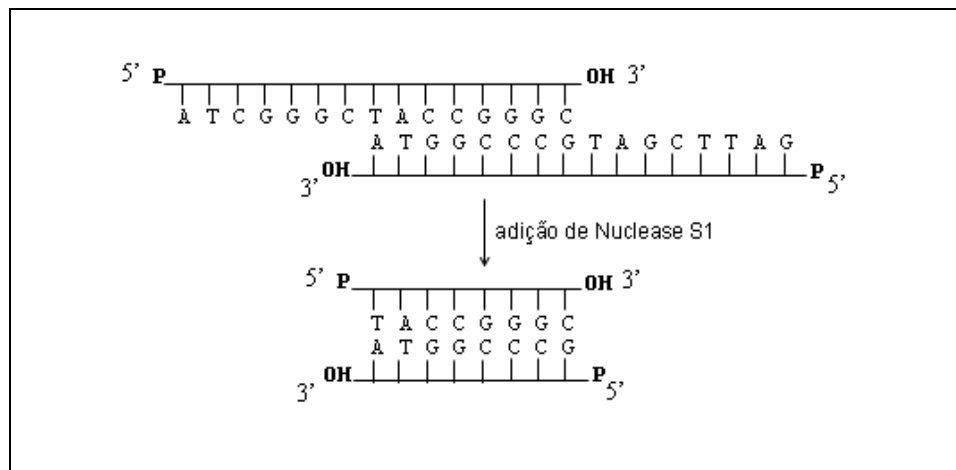 5’ P OH 3’
A T C G G G C T A C C G G G C
A T G G C C C G T A G C T T A G
3’ OH P 5’
adição de Nuclease S1
5’ P OH 3’
T A C C G G G C
A T G G C C C G
3’ OH P 5’